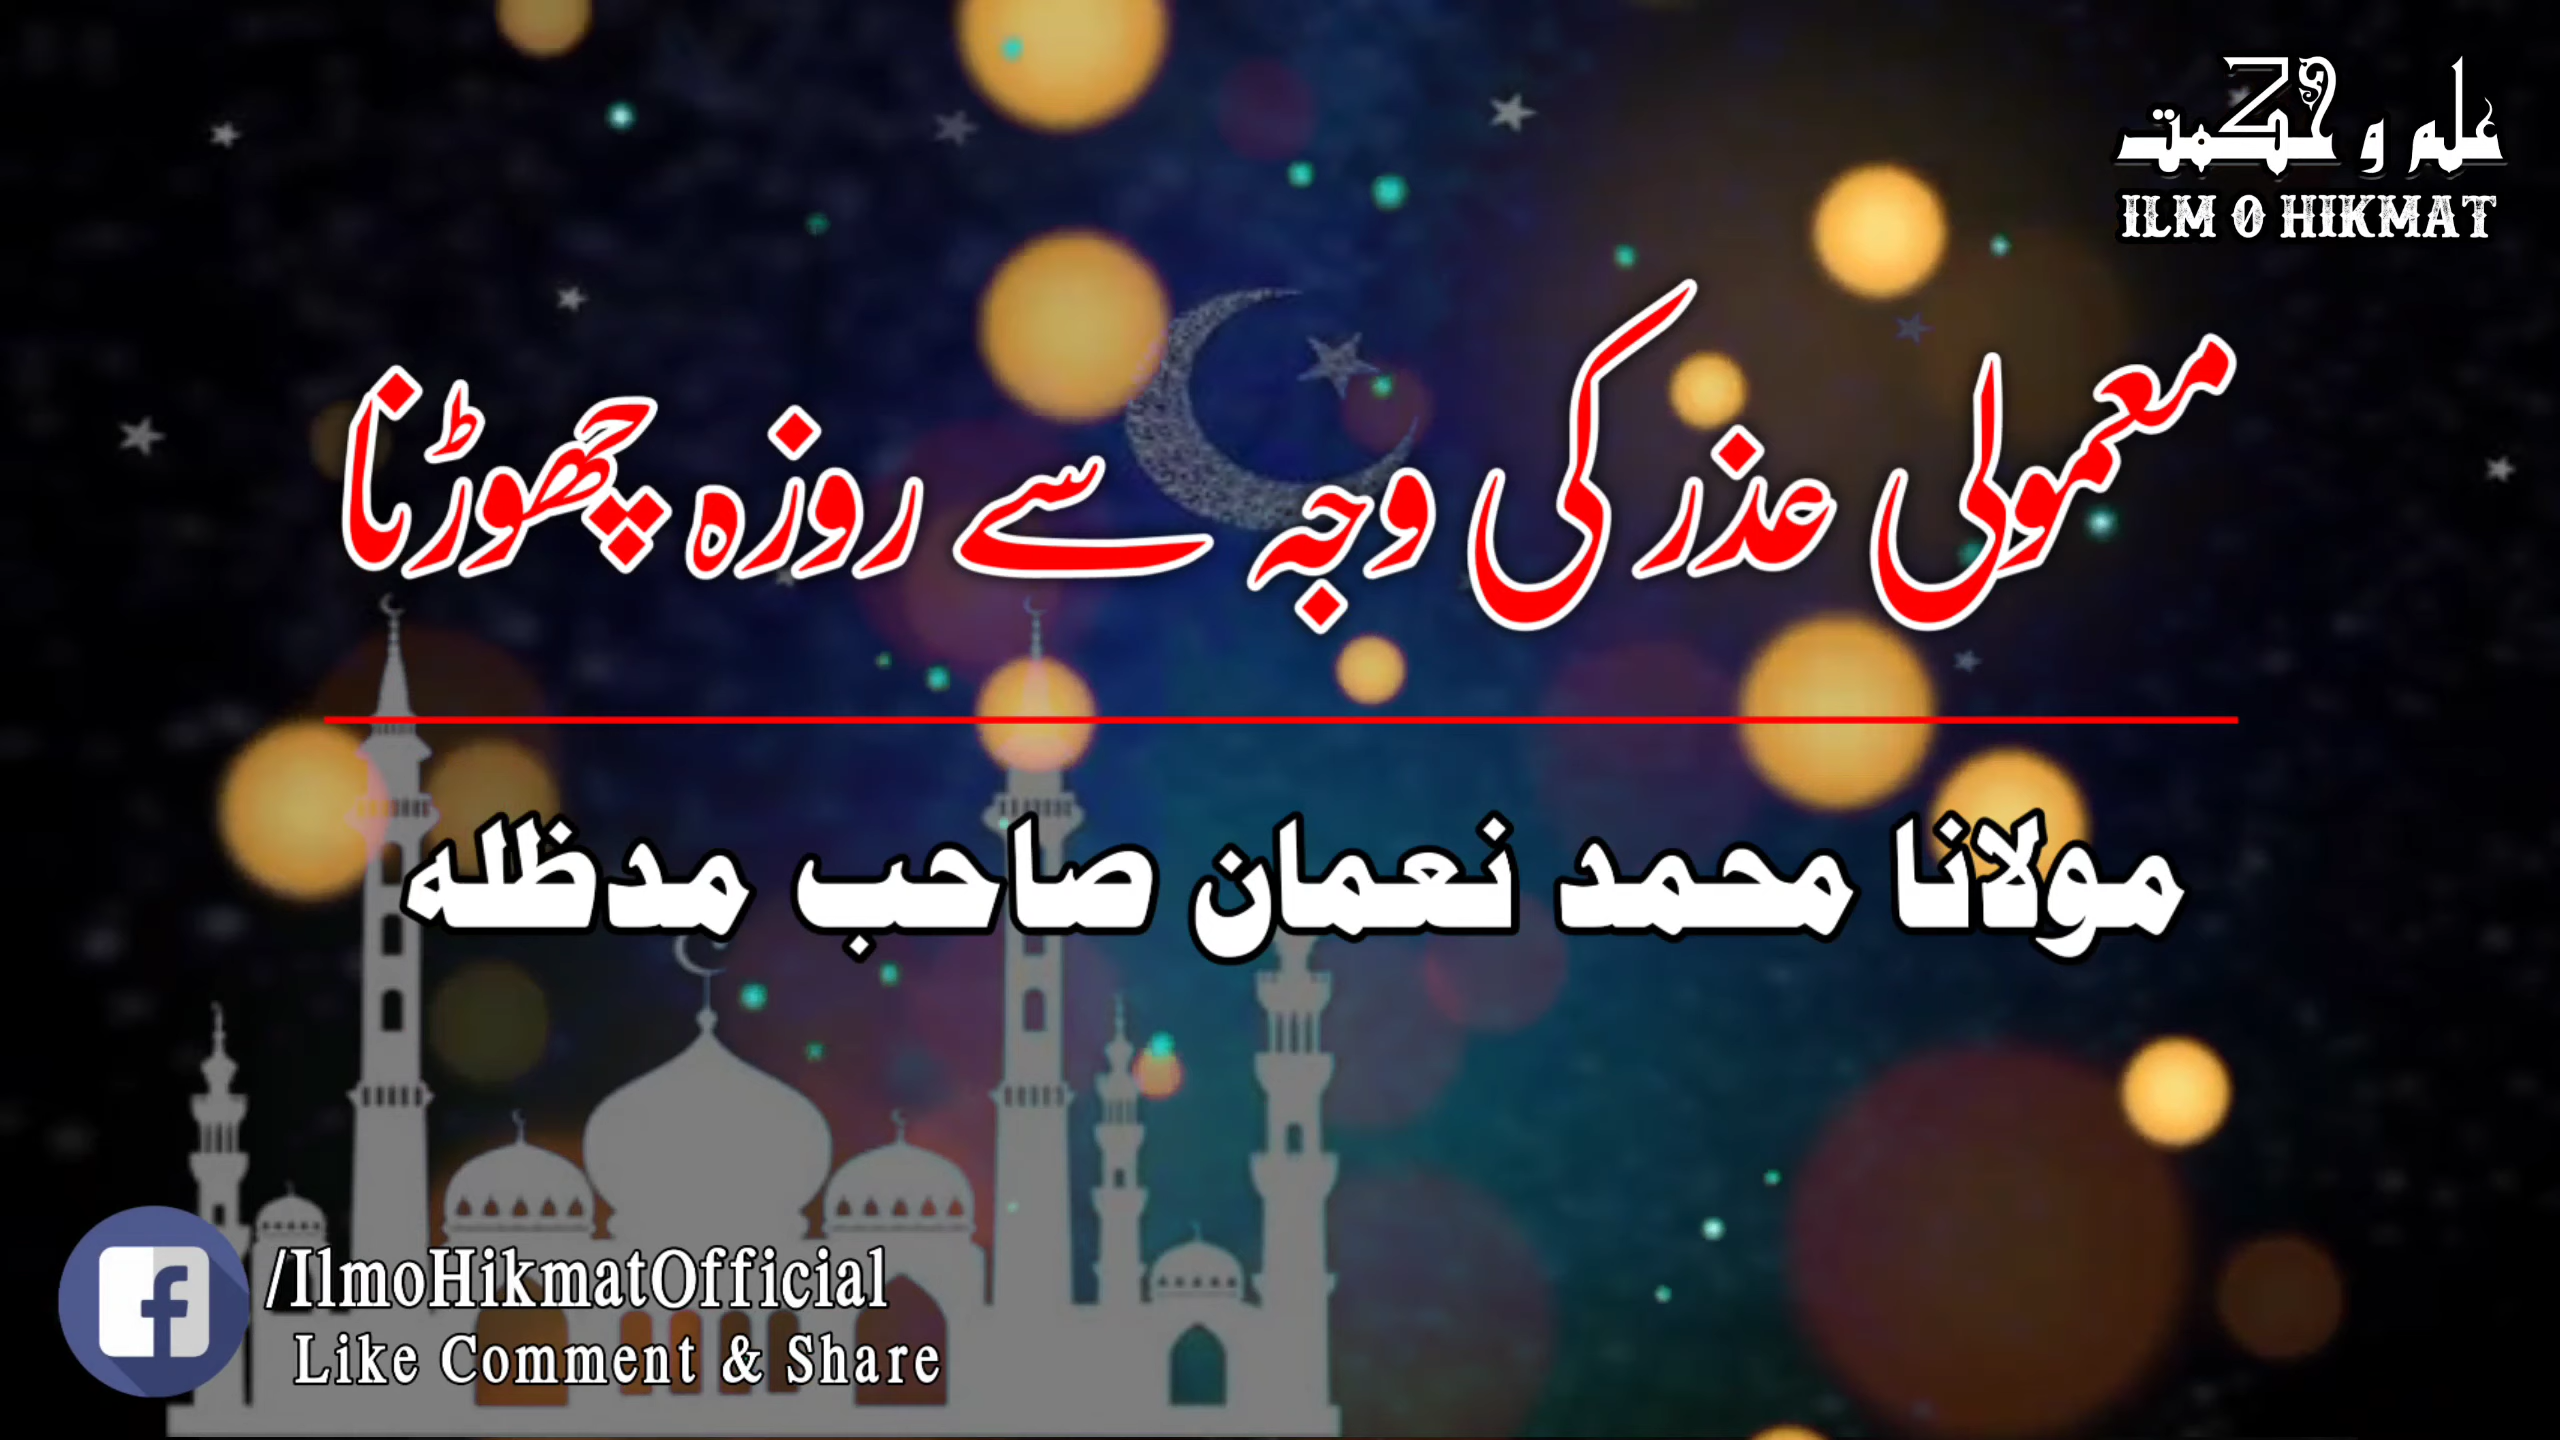 علم و حکمت
ILM O HIKMAT
معمولی عذر کی وجہ سے روزہ چھوڑنا
مولانا محمد نعمان صاحب مدظله
/IlmoHikmatOfficial
Like Comment & Share